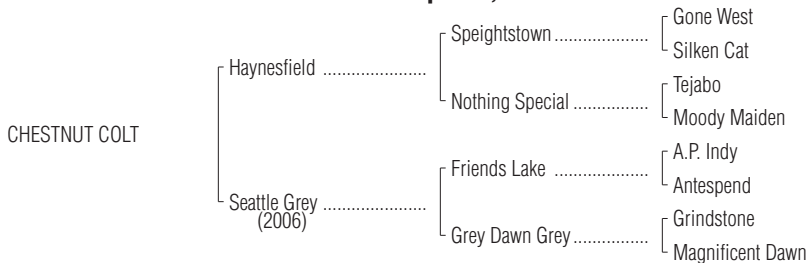 Gone West
Speightstown ....................
Silken Cat
Haynesfield ......................
Tejabo
Nothing Special ................
Moody Maiden
CHESTNUT COLT
A.P. Indy
Friends Lake ....................
Antespend
Seattle Grey ......................
(2006)
Grindstone
Grey Dawn Grey................
Magnificent Dawn